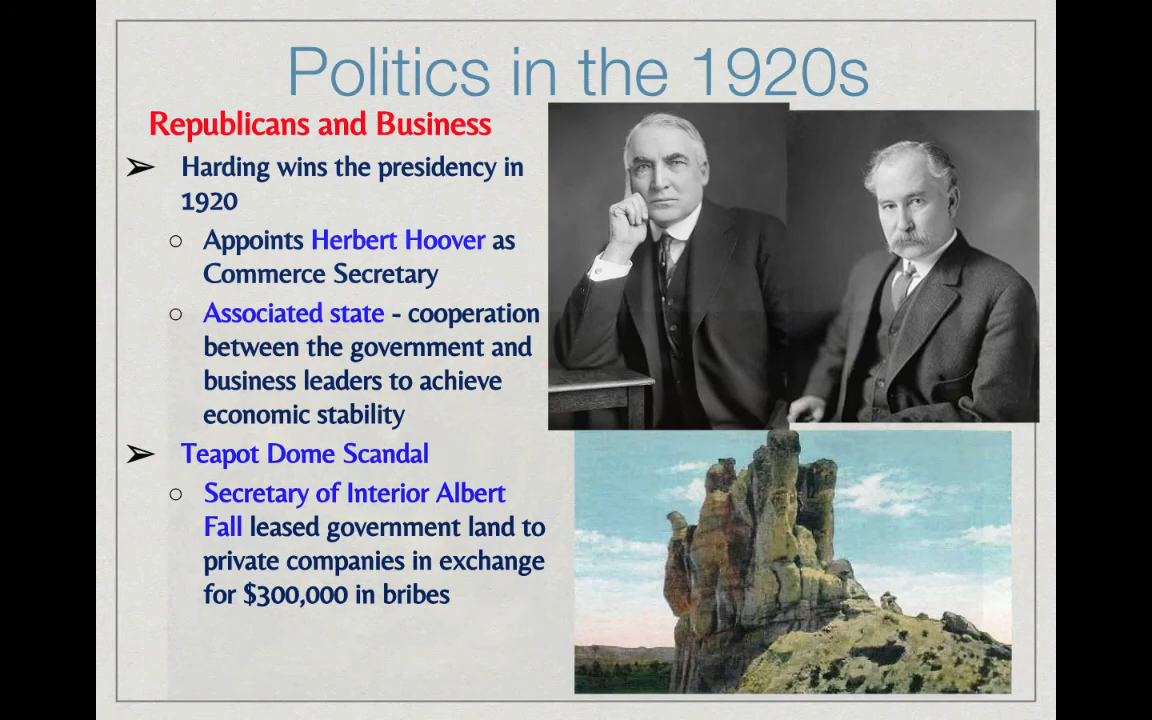 Politics in the 1920s
Republicans and Business
➢ Harding wins the presidency in
1920
○ Appoints Herbert Hoover as
Commerce Secretary
○ Associated state - cooperation
between the government and
business leaders to achieve
economic stability
➢ Teapot Dome Scandal
○ Secretary of Interior Albert
Fall leased government land to
private companies in exchange
for $300,000 in bribes